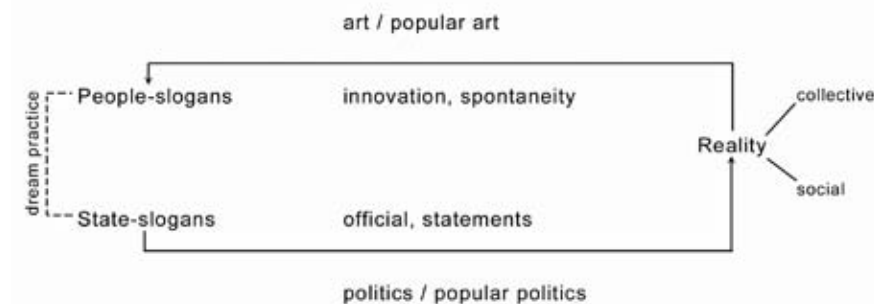 art / popular art
People-slogans
innovation, spontaneity
collective
dream practice
Reality
social
State-slogans
official, statements
politics / popular politics